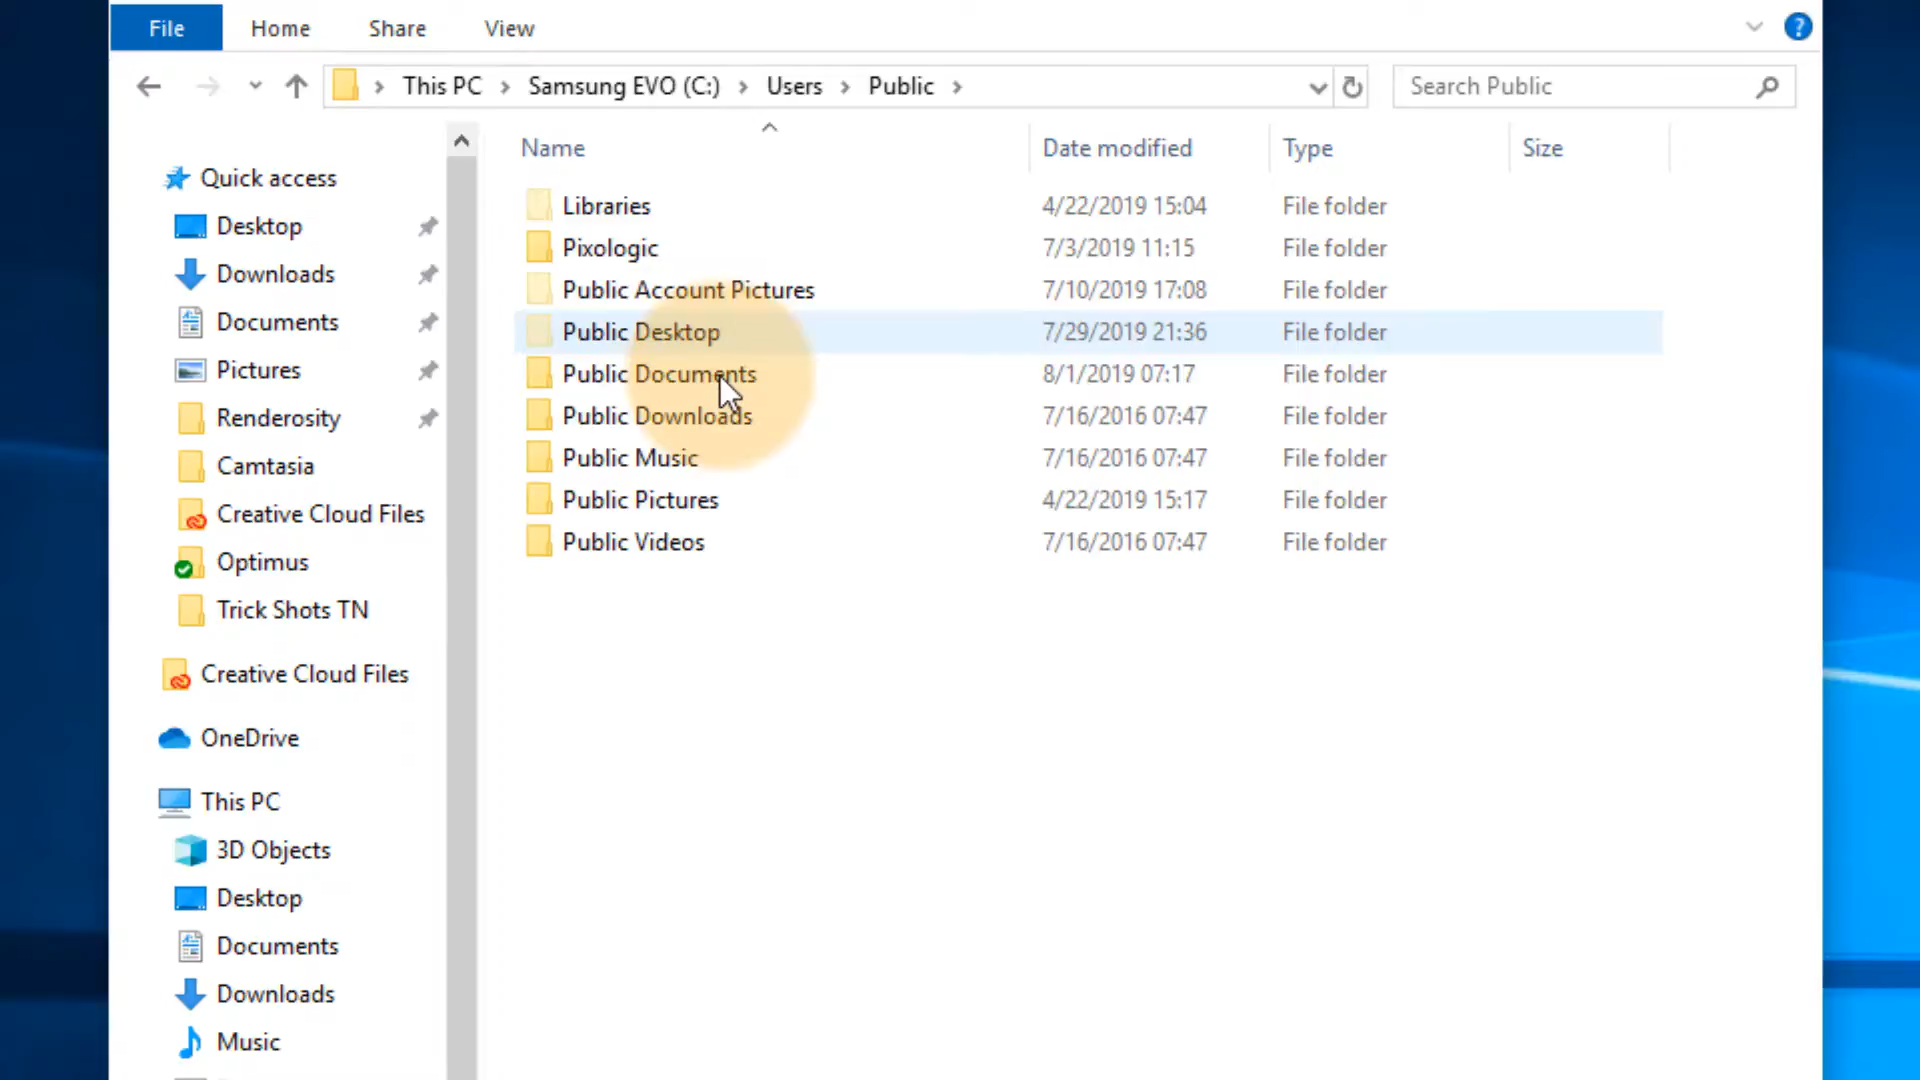 File Home Share View
This PC Samsung EVO (C:) Users Public
Search Public
Name Date modified Type Size
Libraries 4/22/2019 15:04 File folder
Pixologic 7/3/2019 11:15 File folder
Public Account Pictures 7/10/2019 17:08 File folder
Public Desktop 7/29/2019 21:36 File folder
Public Documents 8/1/2019 07:17 File folder
Public Downloads 7/16/2016 07:47 File folder
Public Music 7/16/2016 07:47 File folder
Public Pictures 4/22/2019 15:17 File folder
Public Videos 7/16/2016 07:47 File folder
Quick access
Desktop
Downloads
Documents
Pictures
Renderosity
Camtasia
Creative Cloud Files
Optimus
Trick Shots TN
Creative Cloud Files
OneDrive
This PC
3D Objects
Desktop
Documents
Downloads
Music